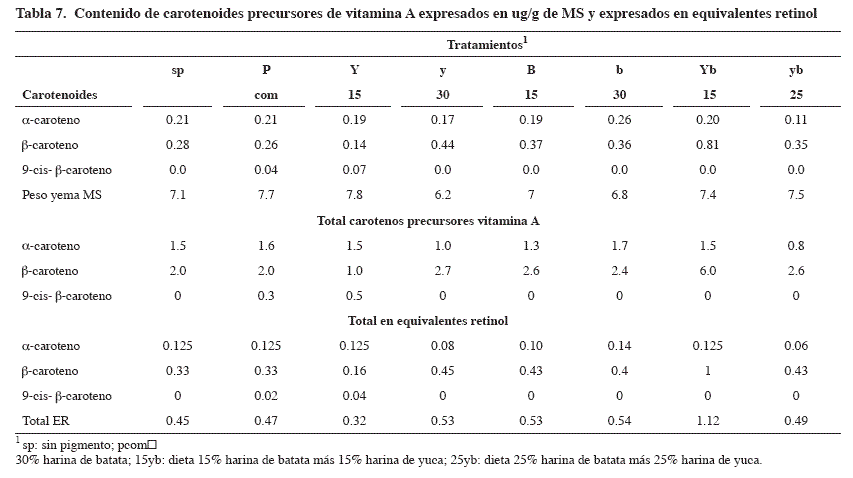 Tabla 7. Contenido de carotenoides precursores de vitamina A expresados en ug/g de MS y expresados en equivalentes retinol
Tratamientos1
sp P Y y B b Yb yb
Carotenoides com 15 30 15 30 15 25
α-caroteno 0.21 0.21 0.19 0.17 0.19 0.26 0.20 0.11
β-caroteno 0.28 0.26 0.14 0.44 0.37 0.36 0.81 0.35
9-cis- β-caroteno 0.0 0.04 0.07 0.0 0.0 0.0 0.0 0.0
Peso yema MS 7.1 7.7 7.8 6.2 7 6.8 7.4 7.5
Total carotenos precursores vitamina A
α-caroteno 1.5 1.6 1.5 1.0 1.3 1.7 1.5 0.8
β-caroteno 2.0 2.0 1.0 2.7 2.6 2.4 6.0 2.6
9-cis- β-caroteno 0 0.3 0.5 0 0 0 0 0
Total en equivalentes retinol
α-caroteno 0.125 0.125 0.125 0.08 0.10 0.14 0.125 0.06
β-caroteno 0.33 0.33 0.16 0.45 0.43 0.4 1 0.43
9-cis- β-caroteno 0 0.02 0.04 0 0 0 0 0
Total ER 0.45 0.47 0.32 0.53 0.53 0.54 1.12 0.49
1 sp: sin pigmento; pcom□
30% harina de batata; 15yb: dieta 15% harina de batata más 15% harina de yuca; 25yb: dieta 25% harina de batata más 25% harina de yuca.